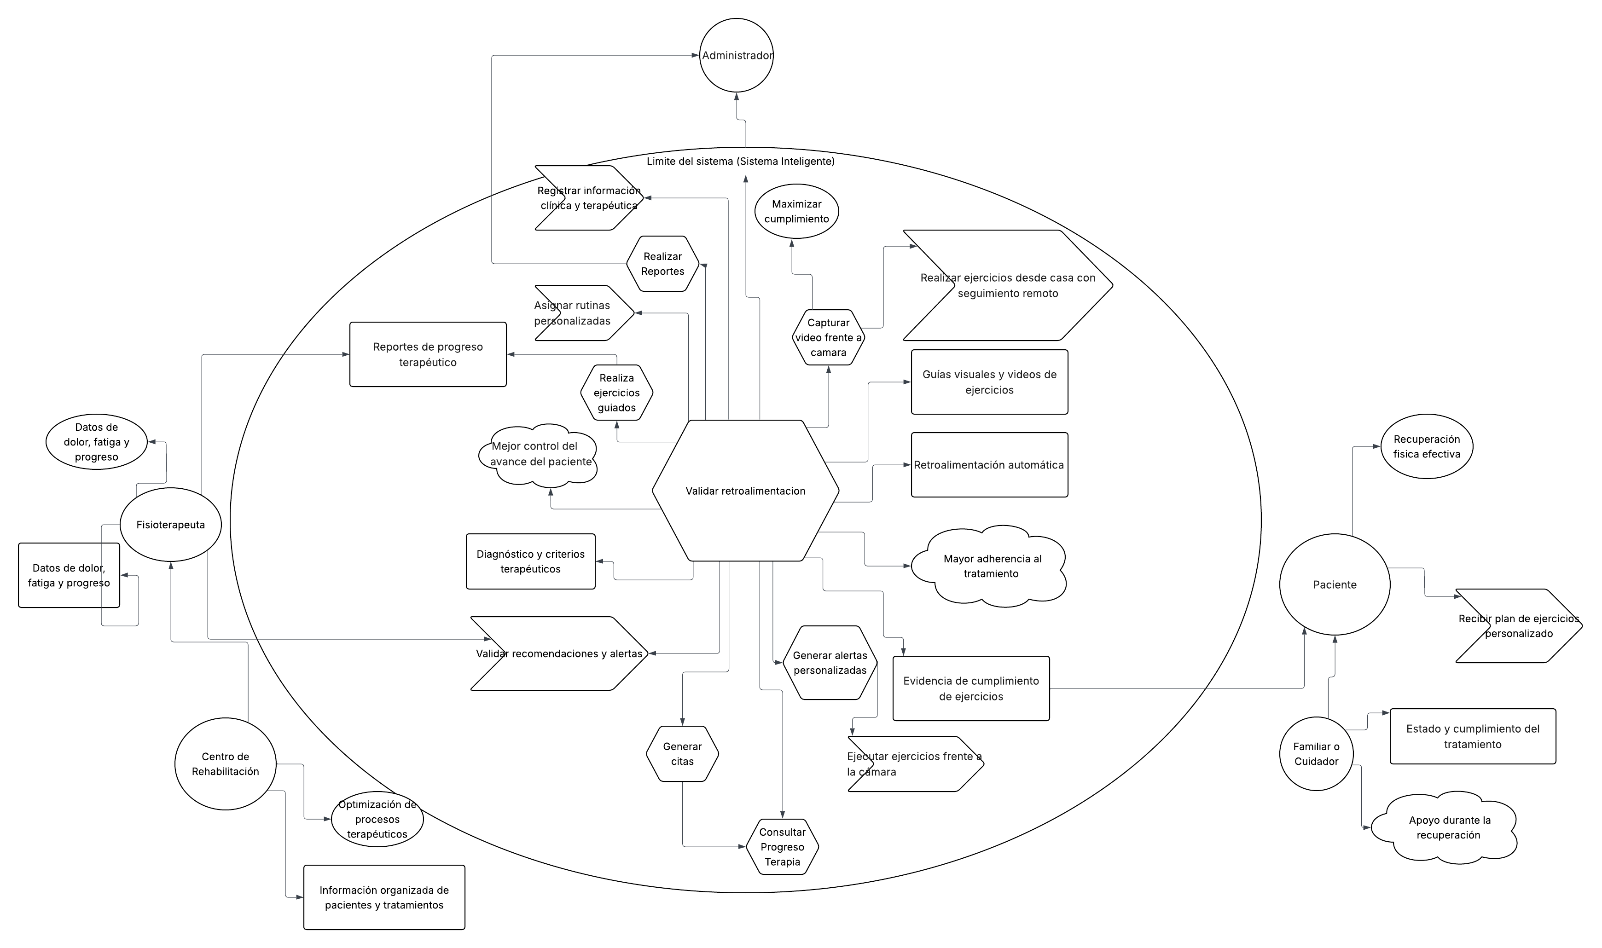 Administrador
Limite del sistema (Sistema Inteligente)
Registrar información
clínica y terapéutica
Maximizar
cumplimiento
Realizar
Reportes
Realizar ejercicios desde casa con
seguimiento remoto
Asignar rutinas
personalizadas
Capturar
video frente a
camara
Reportes de progreso
terapéutico
Realiza
ejercicios
guiados
Guías visuales y videos de
ejercicios
Datos de
dolor, fatiga y
progreso
Mejor control del
avance del paciente
Retroalimentación automática
Recuperación
fisica efectiva
Validar retroalimentacion
Fisioterapeuta
Diagnóstico y criterios
terapéuticos
Mayor adherencia al
tratamiento
Datos de dolor,
fatiga y progreso
Paciente
Recibir plan de ejercicios
personalizado
Validar recomendaciones y alertas
Generar alertas
personalizadas
Evidencia de cumplimiento
de ejercicios
Centro de
Rehabilitación
Generar
citas
Ejecutar ejercicios frente a
la cámara
Familiar o
Cuidador
Estado y cumplimiento del
tratamiento
Optimización de
procesos
terapéuticos
Consultar
Progreso
Terapia
Apoyo durante la
recuperación
Información organizada de
pacientes y tratamientos